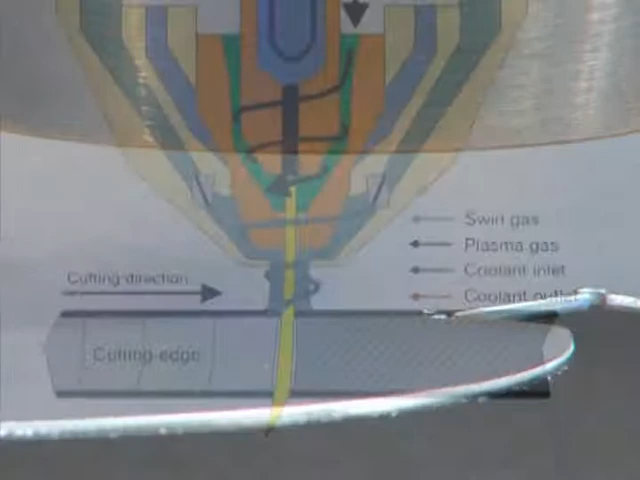 Swirl gas
Plasma gas
Coolant inlet
Coolant outlet
Cutting direction
Cutting edge